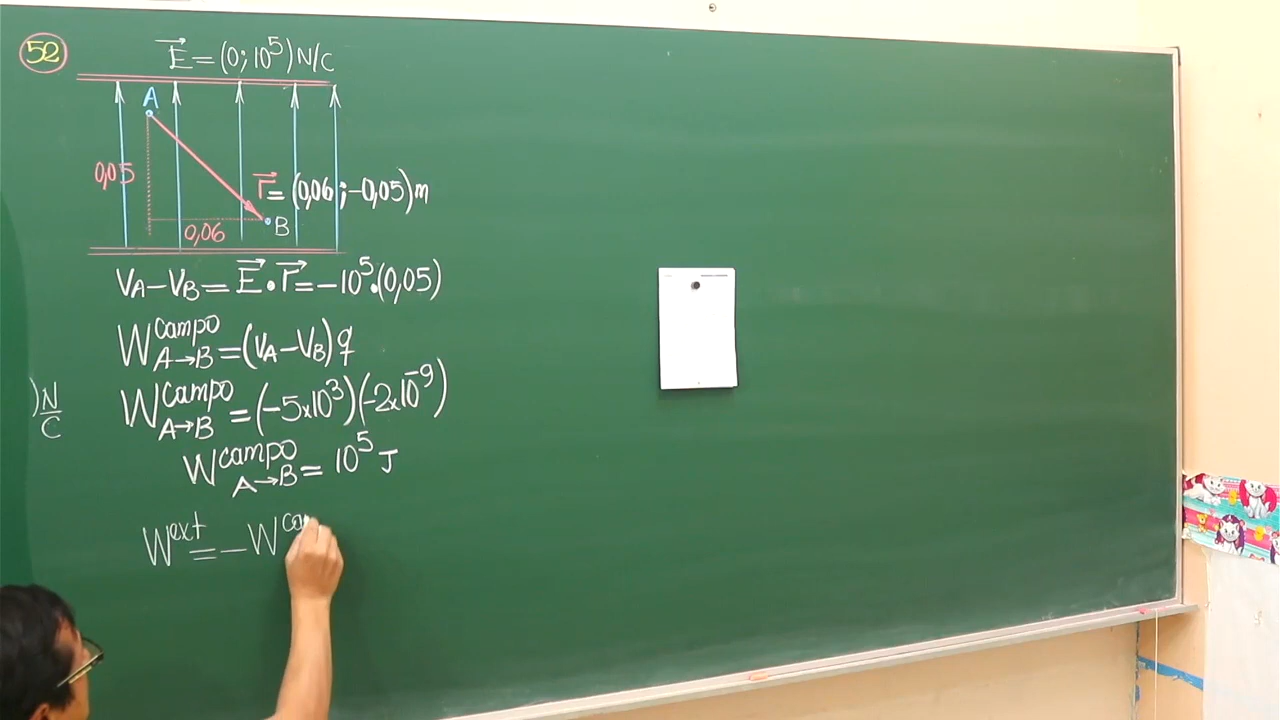 52
E⃗ = (0; 10⁵) N/C
A
0,05
r⃗ = (0,06 ; -0,05) m
B
0,06
V_A - V_B = E⃗ • r⃗ = -10⁵.(0,05)
W^campo_A→B = (V_A - V_B) q
)N/C
W^campo_A→B = (-5x10³)(-2x10⁻⁹)
W^campo_A→B = 10⁵ J
W^ext = - W^ca